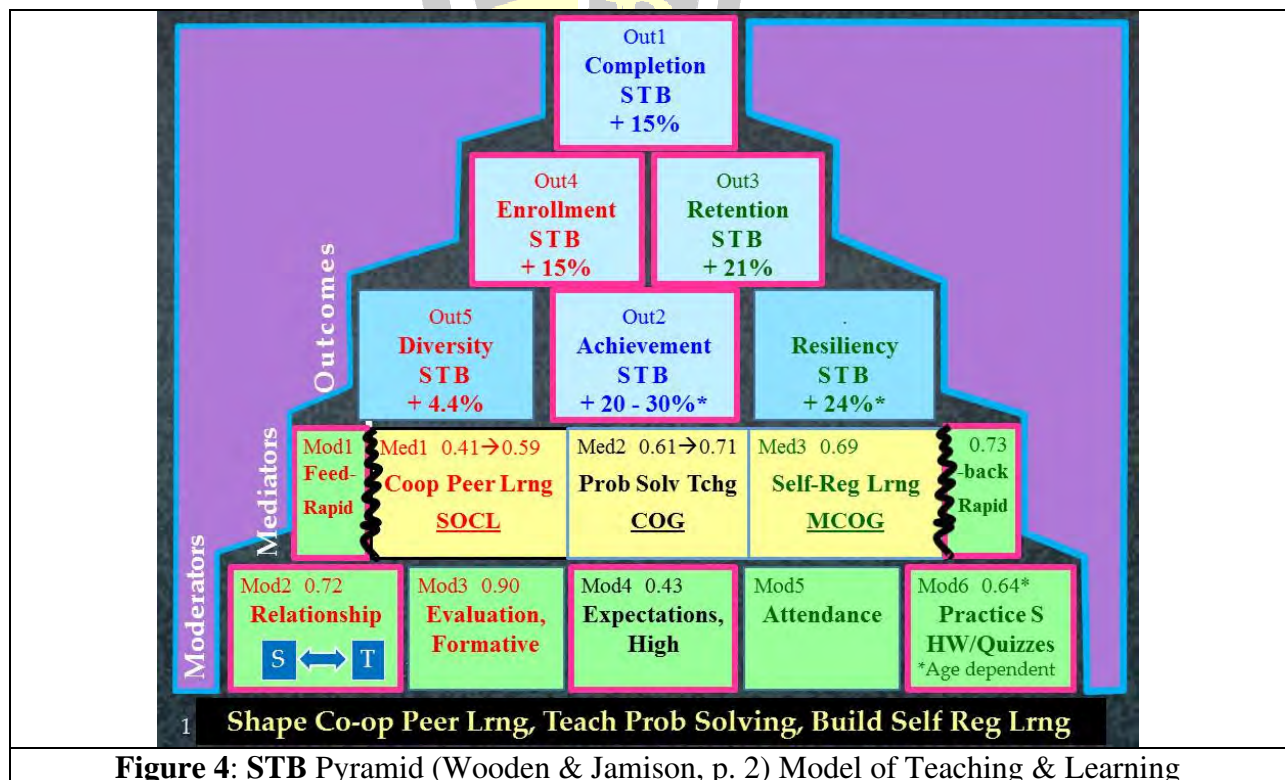 Out1
Completion
STB
+ 15%
Out4
Enrollment
STB
+ 15%
Out3
Retention
STB
+ 21%
Outcomes
Out5
Diversity
STB
+ 4.4%
Out2
Achievement
STB
+ 20 - 30%*
Resiliency
STB
+ 24%*
Mediators
Mod1
Feed-
Rapid
Med1 0.41→0.59
Coop Peer Lrng
SOCL
Med2 0.61→0.71
Prob Solv Tchg
COG
Med3 0.69
Self-Reg Lrng
MCOG
0.73
-back
Rapid
Moderators
Mod2 0.72
Relationship
S T
Mod3 0.90
Evaluation,
Formative
Mod4 0.43
Expectations,
High
Mod5
Attendance
Mod6 0.64*
Practice S
HW/Quizzes
*Age dependent
1 Shape Co-op Peer Lrng, Teach Prob Solving, Build Self Reg Lrng
Figure 4: STB Pyramid (Wooden & Jamison, p. 2) Model of Teaching & Learning